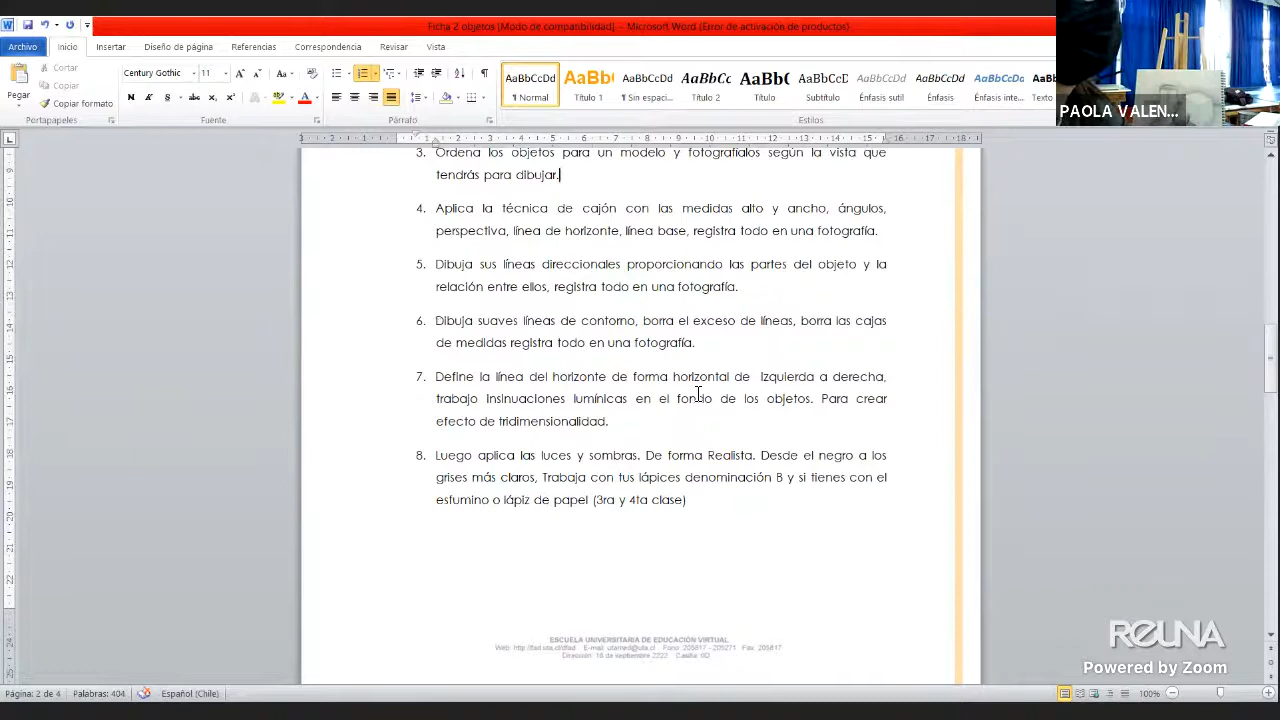 Ficha 2 objetos [Modo de compatibilidad] - Microsoft Word (Error de activación de productos)
Archivo Inicio Insertar Diseño de página Referencias Correspondencia Revisar Vista
Pegar
Cortar
Copiar
Copiar formato
Portapapeles
Century Gothic 11
Fuente
Párrafo
AaBbCcDd AaBb AaBbCcDd AaBbCc AaBbC AaBbCcD AaBbCcDd AaBbCcDd AaBbCcDd AaBb
¶ Normal Título 1 ¶ Sin espaci... Título 2 Título Subtítulo Énfasis sutil Énfasis Énfasis inte... Texto
Estilos
PAOLA VALEN...
3. Ordena los objetos para un modelo y fotografíalos según la vista que
tendrás para dibujar.
4. Aplica la técnica de cajón con las medidas alto y ancho, ángulos,
perspectiva, línea de horizonte, línea base, registra todo en una fotografía.
5. Dibuja sus líneas direccionales proporcionando las partes del objeto y la
relación entre ellos, registra todo en una fotografía.
6. Dibuja suaves líneas de contorno, borra el exceso de líneas, borra las cajas
de medidas registra todo en una fotografía.
7. Define la línea del horizonte de forma horizontal de izquierda a derecha,
trabajo insinuaciones lumínicas en el fondo de los objetos. Para crear
efecto de tridimensionalidad.
8. Luego aplica las luces y sombras. De forma Realista. Desde el negro a los
grises más claros, Trabaja con tus lápices denominación B y si tienes con el
esfumino o lápiz de papel (3ra y 4ta clase)
ESCUELA UNIVERSITARIA DE EDUCACIÓN VIRTUAL
REUNA
Powered by Zoom
Página: 2 de 4 Palabras: 404 Español (Chile) 100%